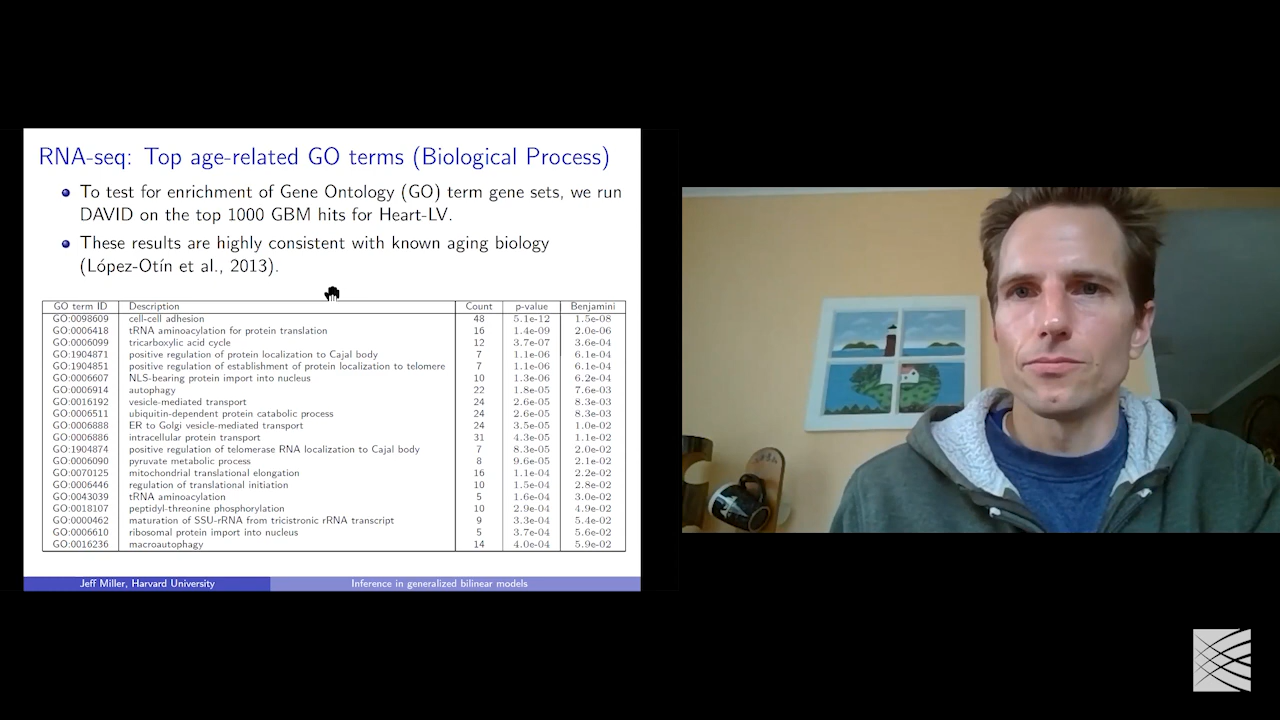 RNA-seq: Top age-related GO terms (Biological Process)
To test for enrichment of Gene Ontology (GO) term gene sets, we run
DAVID on the top 1000 GBM hits for Heart-LV.
These results are highly consistent with known aging biology
(López-Otín et al., 2013).
GO term ID Description Count p-value Benjamini
GO:0098609 cell-cell adhesion 48 5.1e-12 1.5e-08
GO:0006418 tRNA aminoacylation for protein translation 16 1.4e-09 2.0e-06
GO:0006099 tricarboxylic acid cycle 12 3.7e-07 3.6e-04
GO:1904871 positive regulation of protein localization to Cajal body 7 1.1e-06 6.1e-04
GO:1904851 positive regulation of establishment of protein localization to telomere 7 1.1e-06 6.1e-04
GO:0006607 NLS-bearing protein import into nucleus 10 1.3e-06 6.2e-04
GO:0006914 autophagy 22 1.8e-05 7.6e-03
GO:0016192 vesicle-mediated transport 24 2.6e-05 8.3e-03
GO:0006511 ubiquitin-dependent protein catabolic process 24 2.6e-05 8.3e-03
GO:0006888 ER to Golgi vesicle-mediated transport 24 3.5e-05 1.0e-02
GO:0006886 intracellular protein transport 31 4.3e-05 1.1e-02
GO:1904874 positive regulation of telomerase RNA localization to Cajal body 7 8.3e-05 2.0e-02
GO:0006090 pyruvate metabolic process 8 9.6e-05 2.1e-02
GO:0070125 mitochondrial translational elongation 16 1.1e-04 2.2e-02
GO:0006446 regulation of translational initiation 10 1.5e-04 2.8e-02
GO:0043039 tRNA aminoacylation 5 1.6e-04 3.0e-02
GO:0018107 peptidyl-threonine phosphorylation 10 2.9e-04 4.9e-02
GO:0000462 maturation of SSU-rRNA from tricistronic rRNA transcript 9 3.3e-04 5.4e-02
GO:0006610 ribosomal protein import into nucleus 5 3.7e-04 5.6e-02
GO:0016236 macroautophagy 14 4.0e-04 5.9e-02
Jeff Miller, Harvard University Inference in generalized bilinear models